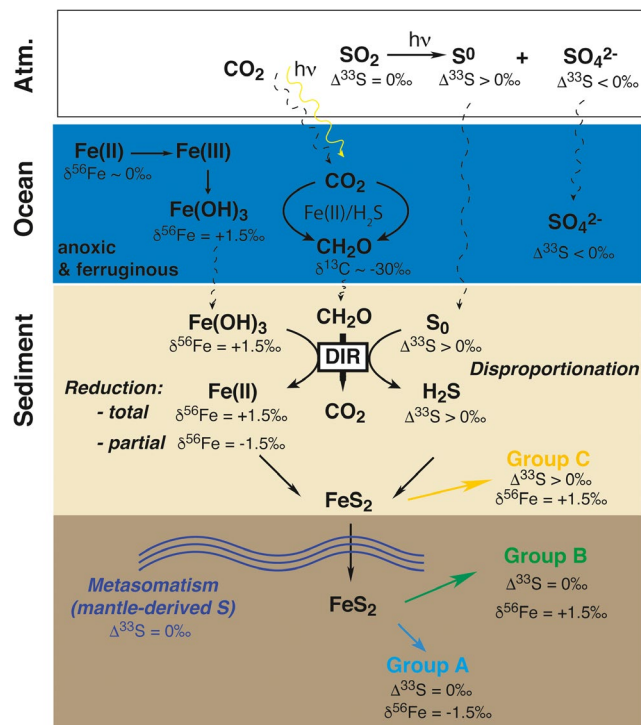 Atm.
CO₂
hν
SO₂
hν
S⁰
+
SO₄²⁻
Δ³³S = 0‰
Δ³³S > 0‰
Δ³³S < 0‰
Ocean
Fe(II)
Fe(III)
δ⁵⁶Fe ~ 0‰
Fe(OH)₃
δ⁵⁶Fe = +1.5‰
anoxic
& ferruginous
CO₂
Fe(II)/H₂S
CH₂O
δ¹³C ~ -30‰
SO₄²⁻
Δ³³S < 0‰
Sediment
Fe(OH)₃
δ⁵⁶Fe = +1.5‰
CH₂O
S₀
Δ³³S > 0‰
DIR
Disproportionation
Reduction:
- total
- partial
Fe(II)
δ⁵⁶Fe = +1.5‰
δ⁵⁶Fe = -1.5‰
CO₂
H₂S
Δ³³S > 0‰
FeS₂
Group C
Δ³³S > 0‰
δ⁵⁶Fe = +1.5‰
Metasomatism
(mantle-derived S)
Δ³³S = 0‰
FeS₂
Group B
Δ³³S = 0‰
δ⁵⁶Fe = +1.5‰
Group A
Δ³³S = 0‰
δ⁵⁶Fe = -1.5‰